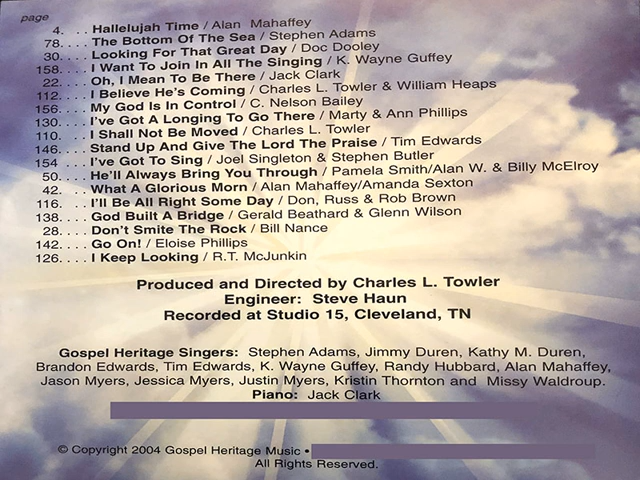 page
4. . . Hallelujah Time / Alan Mahaffey
78. . . . The Bottom Of The Sea / Stephen Adams
30. . . . Looking For That Great Day / Doc Dooley
158. . . . I Want To Join In All The Singing / K. Wayne Guffey
22. . . . Oh, I Mean To Be There / Jack Clark
112. . . . I Believe He's Coming / Charles L. Towler & William Heaps
156. . . . My God Is In Control / C. Nelson Bailey
130. . . . I've Got A Longing To Go There / Marty & Ann Phillips
110. . . . I Shall Not Be Moved / Charles L. Towler
146. . . . Stand Up And Give The Lord The Praise / Tim Edwards
154 . . . I've Got To Sing / Joel Singleton & Stephen Butler
50. . . . He'll Always Bring You Through / Pamela Smith/Alan W. & Billy McElroy
42. . . What A Glorious Morn / Alan Mahaffey/Amanda Sexton
116. . . I'll Be All Right Some Day / Don, Russ & Rob Brown
138. . . . God Built A Bridge / Gerald Beathard & Glenn Wilson
28. . . . Don't Smite The Rock / Bill Nance
142. . . . Go On! / Eloise Phillips
126. . . . I Keep Looking / R.T. McJunkin
Produced and Directed by Charles L. Towler
Engineer: Steve Haun
Recorded at Studio 15, Cleveland, TN
Gospel Heritage Singers: Stephen Adams, Jimmy Duren, Kathy M. Duren,
Brandon Edwards, Tim Edwards, K. Wayne Guffey, Randy Hubbard, Alan Mahaffey,
Jason Myers, Jessica Myers, Justin Myers, Kristin Thornton and Missy Waldroup.
Piano: Jack Clark
© Copyright 2004 Gospel Heritage Music •
All Rights Reserved.